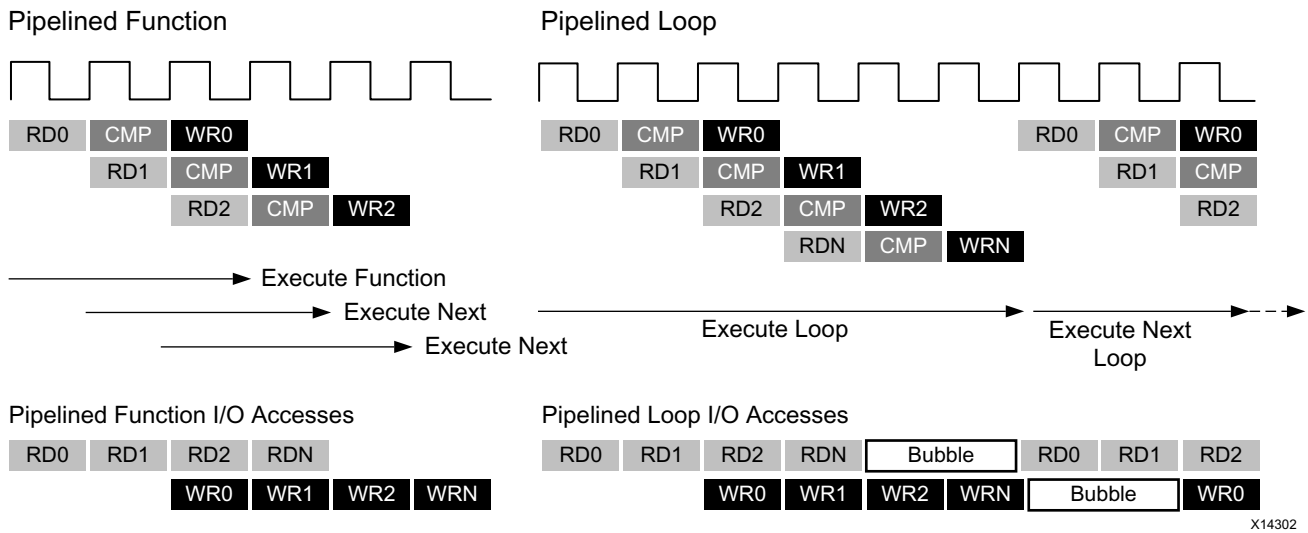 Pipelined Function
Pipelined Loop
RD0 CMP WR0
RD1 CMP WR1
RD2 CMP WR2
Execute Function
Execute Next
Execute Next
RD0 CMP WR0 RD0 CMP WR0
RD1 CMP WR1 RD1 CMP
RD2 CMP WR2 RD2
RDN CMP WRN
Execute Loop
Execute Next
Loop
Pipelined Function I/O Accesses
RD0 RD1 RD2 RDN
WR0 WR1 WR2 WRN
Pipelined Loop I/O Accesses
RD0 RD1 RD2 RDN Bubble RD0 RD1 RD2
WR0 WR1 WR2 WRN Bubble WR0
X14302